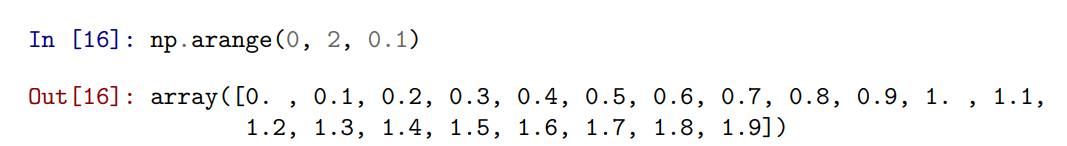 In [16]: np.arange(0, 2, 0.1)
Out[16]: array([0. , 0.1, 0.2, 0.3, 0.4, 0.5, 0.6, 0.7, 0.8, 0.9, 1. , 1.1,
1.2, 1.3, 1.4, 1.5, 1.6, 1.7, 1.8, 1.9])